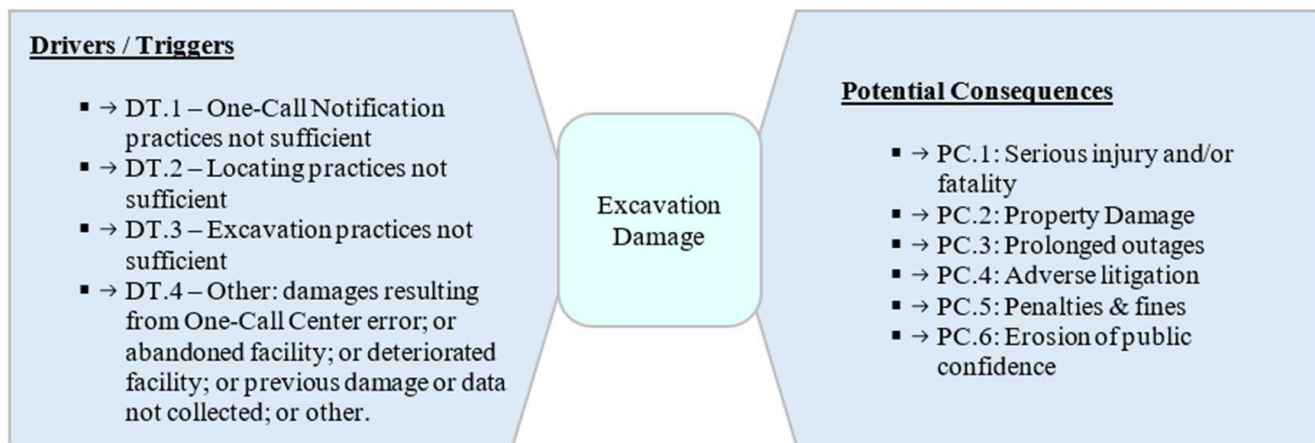 Drivers / Triggers
▪ → DT.1 – One-Call Notification
practices not sufficient
▪ → DT.2 – Locating practices not
sufficient
▪ → DT.3 – Excavation practices not
sufficient
▪ → DT.4 – Other: damages resulting
from One-Call Center error; or
abandoned facility; or deteriorated
facility; or previous damage or data
not collected; or other.
Excavation
Damage
Potential Consequences
▪ → PC.1: Serious injury and/or
fatality
▪ → PC.2: Property Damage
▪ → PC.3: Prolonged outages
▪ → PC.4: Adverse litigation
▪ → PC.5: Penalties & fines
▪ → PC.6: Erosion of public
confidence